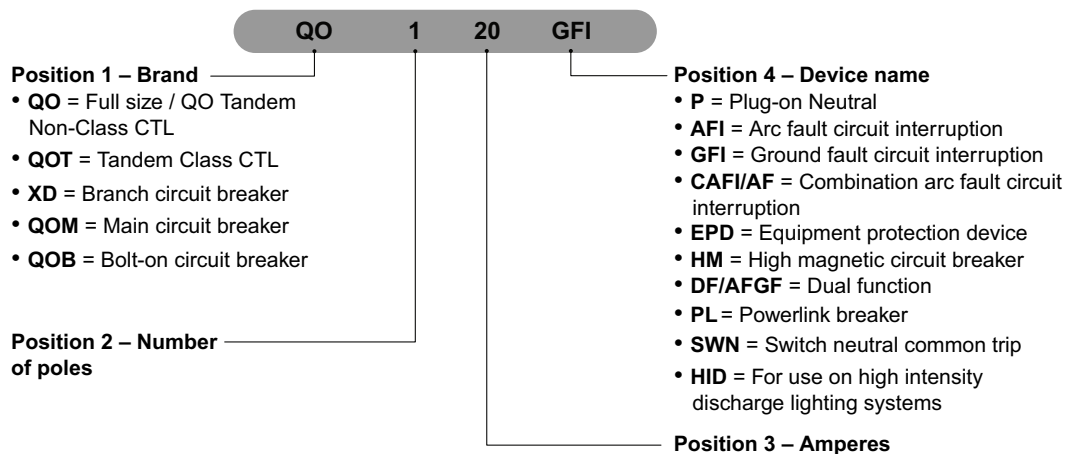 QO 1 20 GFI
Position 1 – Brand
• QO = Full size / QO Tandem
Non-Class CTL
• QOT = Tandem Class CTL
• XD = Branch circuit breaker
• QOM = Main circuit breaker
• QOB = Bolt-on circuit breaker
Position 2 – Number
of poles
Position 4 – Device name
• P = Plug-on Neutral
• AFI = Arc fault circuit interruption
• GFI = Ground fault circuit interruption
• CAFI/AF = Combination arc fault circuit
interruption
• EPD = Equipment protection device
• HM = High magnetic circuit breaker
• DF/AFGF = Dual function
• PL = Powerlink breaker
• SWN = Switch neutral common trip
• HID = For use on high intensity
discharge lighting systems
Position 3 – Amperes